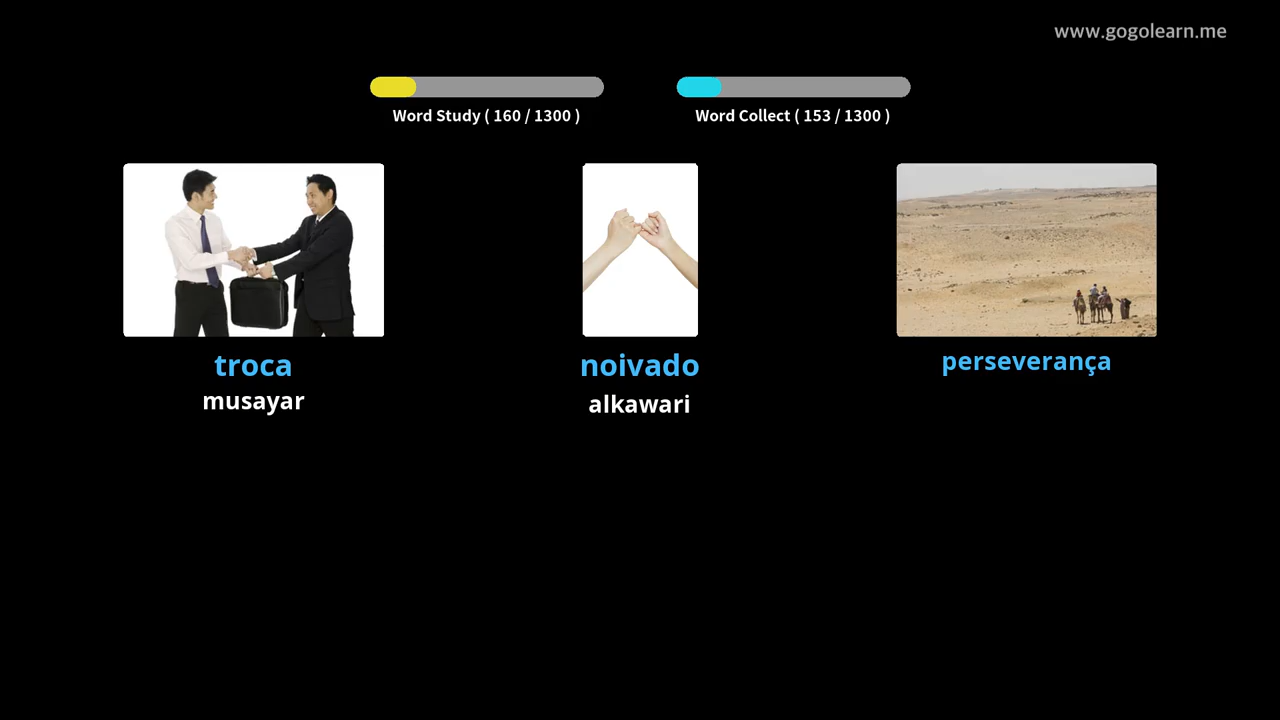 www.gogolearn.me
Word Study ( 160 / 1300 )
Word Collect ( 153 / 1300 )
troca
musayar
noivado
alkawari
perseverança